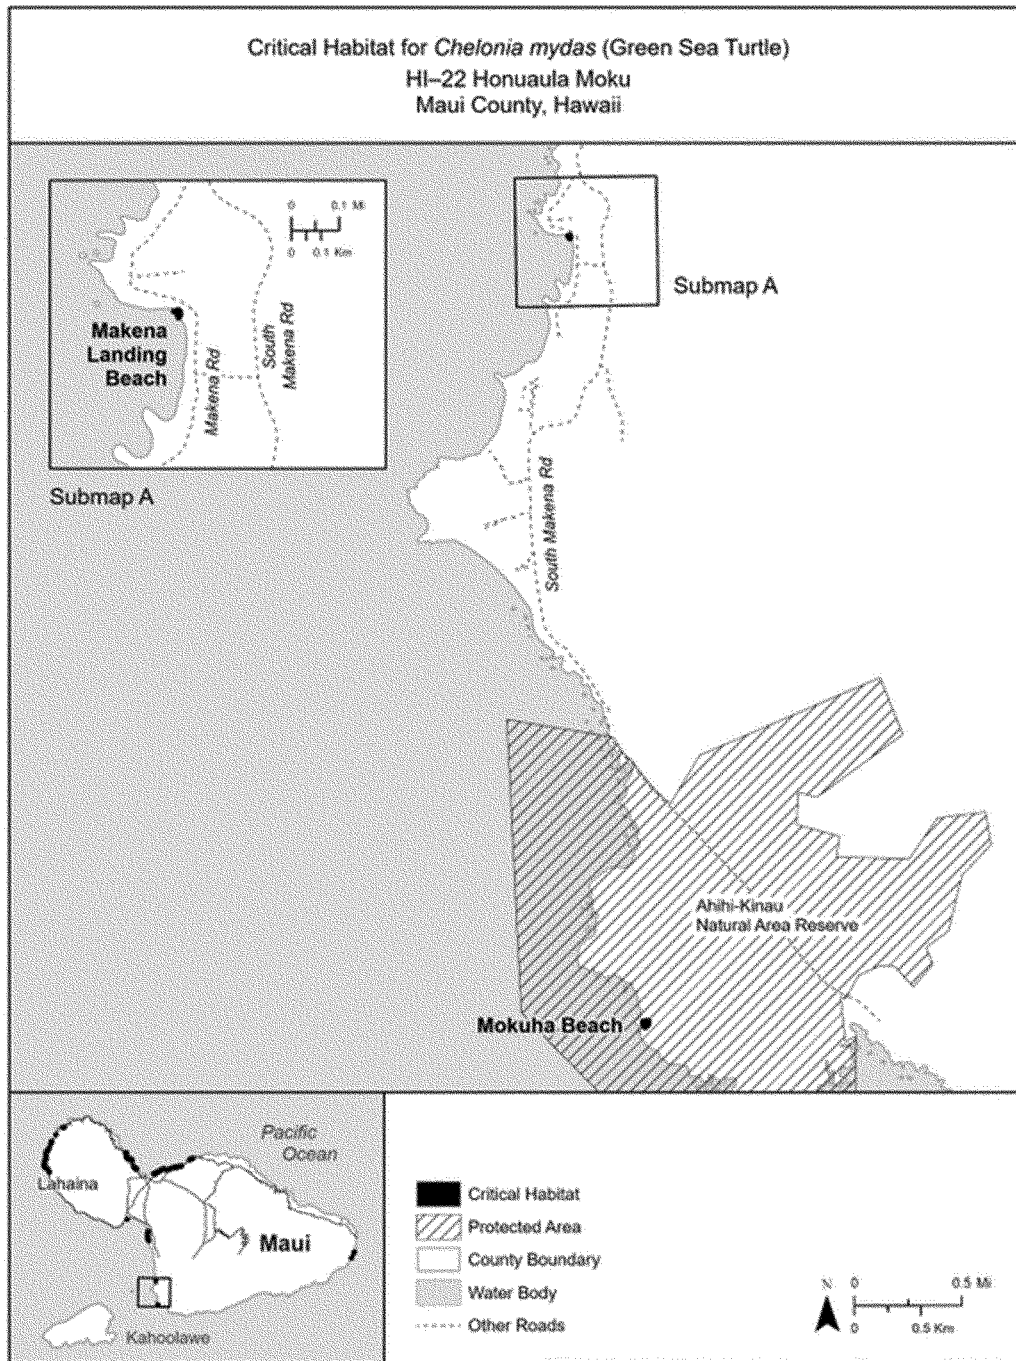 Critical Habitat for Chelonia mydas (Green Sea Turtle)
HI–22 Honuaula Moku
Maui County, Hawaii
0 0.1 Mi
0 0.1 Km
Makena
Landing
Beach
Makena Rd
South
Makena Rd
Submap A
Submap A
South Makena Rd
Ahihi-Kinau
Natural Area Reserve
Mokuha Beach
Pacific
Ocean
Lahaina
Maui
Kahoolawe
Critical Habitat
Protected Area
County Boundary
Water Body
Other Roads
N
0 0.5 Mi
0 0.5 Km